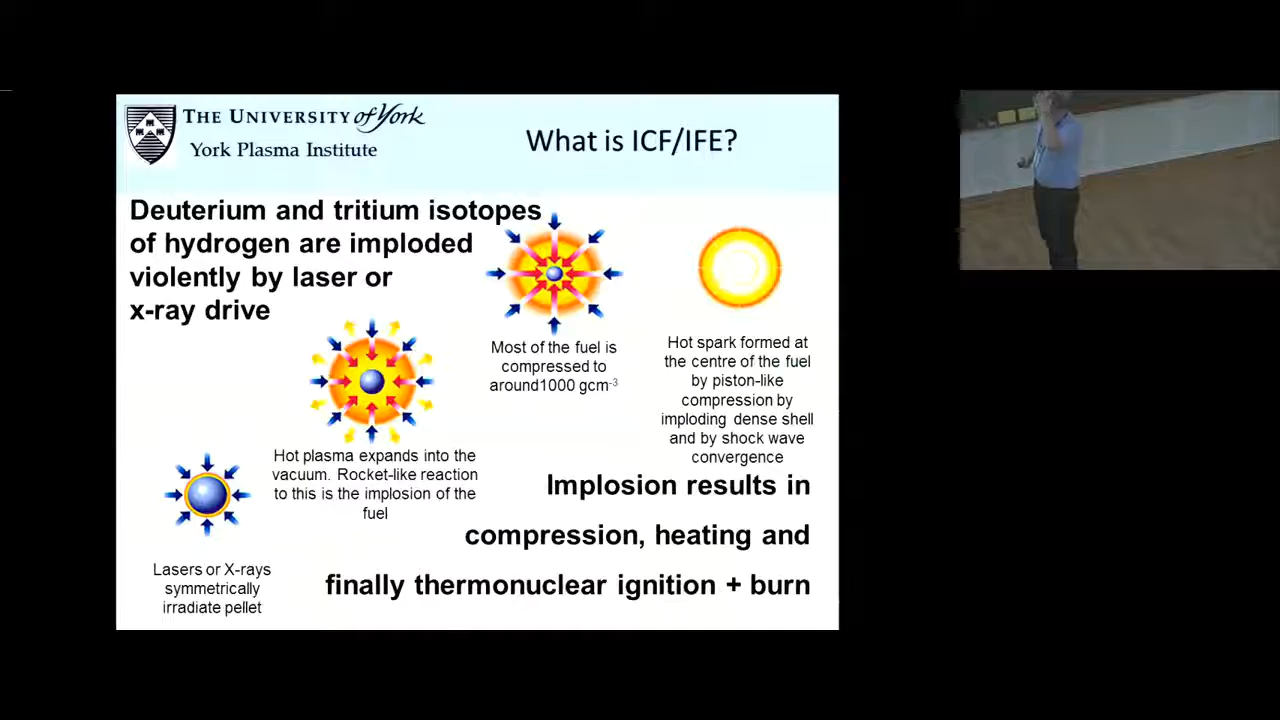 THE UNIVERSITY of York
York Plasma Institute
What is ICF/IFE?
Deuterium and tritium isotopes
of hydrogen are imploded
violently by laser or
x-ray drive
Most of the fuel is
compressed to
around1000 gcm-3
Hot spark formed at
the centre of the fuel
by piston-like
compression by
imploding dense shell
and by shock wave
convergence
Hot plasma expands into the
vacuum. Rocket-like reaction
to this is the implosion of the
fuel
Lasers or X-rays
symmetrically
irradiate pellet
Implosion results in
compression, heating and
finally thermonuclear ignition + burn